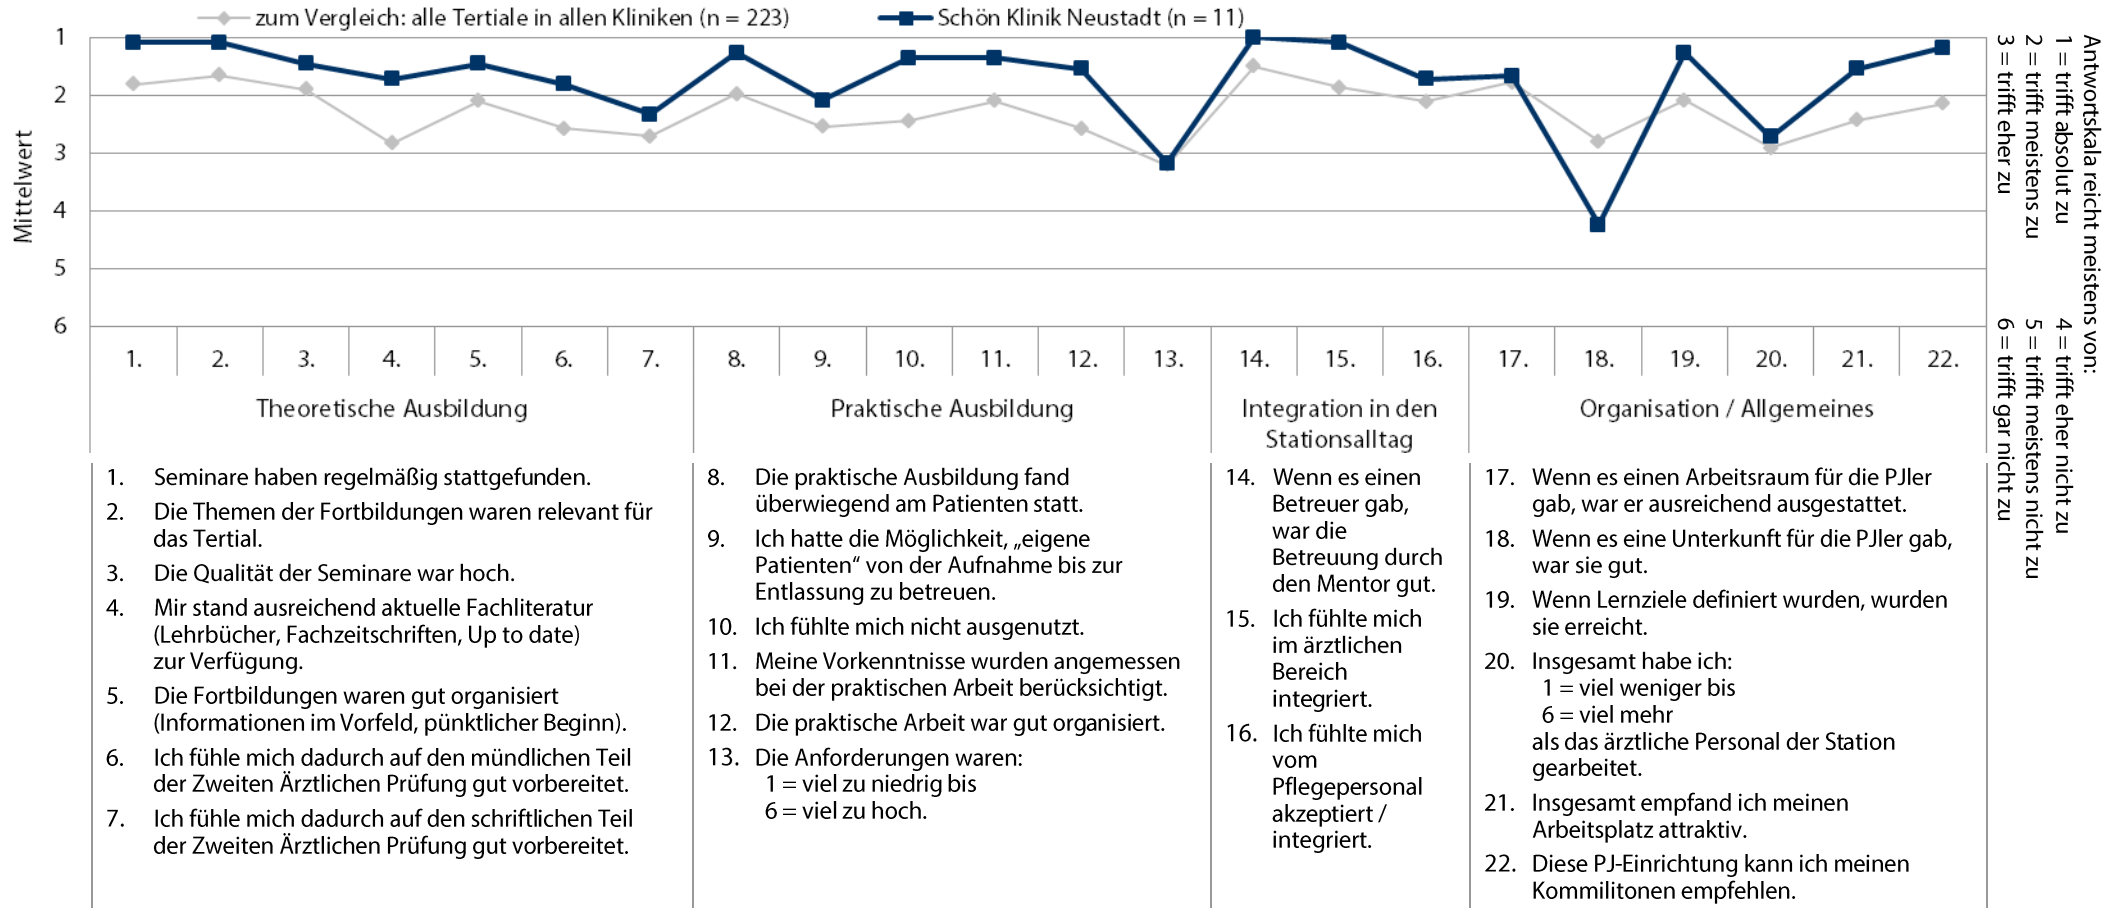 zum Vergleich: alle Tertiale in allen Kliniken (n = 223)
Schön Klinik Neustadt (n = 11)
Mittelwert
1
2
3
4
5
6
1.
2.
3.
4.
5.
6.
7.
8.
9.
10.
11.
12.
13.
14.
15.
16.
17.
18.
19.
20.
21.
22.
Theoretische Ausbildung
Praktische Ausbildung
Integration in den
Stationsalltag
Organisation / Allgemeines
Antwortskala reicht meistens von:
1 = trifft absolut zu
2 = trifft meistens zu
3 = trifft eher zu
4 = trifft eher nicht zu
5 = trifft meistens nicht zu
6 = trifft gar nicht zu
1. Seminare haben regelmäßig stattgefunden.
2. Die Themen der Fortbildungen waren relevant für
das Tertial.
3. Die Qualität der Seminare war hoch.
4. Mir stand ausreichend aktuelle Fachliteratur
(Lehrbücher, Fachzeitschriften, Up to date)
zur Verfügung.
5. Die Fortbildungen waren gut organisiert
(Informationen im Vorfeld, pünktlicher Beginn).
6. Ich fühle mich dadurch auf den mündlichen Teil
der Zweiten Ärztlichen Prüfung gut vorbereitet.
7. Ich fühle mich dadurch auf den schriftlichen Teil
der Zweiten Ärztlichen Prüfung gut vorbereitet.
8. Die praktische Ausbildung fand
überwiegend am Patienten statt.
9. Ich hatte die Möglichkeit, „eigene
Patienten“ von der Aufnahme bis zur
Entlassung zu betreuen.
10. Ich fühlte mich nicht ausgenutzt.
11. Meine Vorkenntnisse wurden angemessen
bei der praktischen Arbeit berücksichtigt.
12. Die praktische Arbeit war gut organisiert.
13. Die Anforderungen waren:
1 = viel zu niedrig bis
6 = viel zu hoch.
14. Wenn es einen
Betreuer gab,
war die
Betreuung durch
den Mentor gut.
15. Ich fühlte mich
im ärztlichen
Bereich
integriert.
16. Ich fühlte mich
vom
Pflegepersonal
akzeptiert /
integriert.
17. Wenn es einen Arbeitsraum für die PJler
gab, war er ausreichend ausgestattet.
18. Wenn es eine Unterkunft für die PJler gab,
war sie gut.
19. Wenn Lernziele definiert wurden, wurden
sie erreicht.
20. Insgesamt habe ich:
1 = viel weniger bis
6 = viel mehr
als das ärztliche Personal der Station
gearbeitet.
21. Insgesamt empfand ich meinen
Arbeitsplatz attraktiv.
22. Diese PJ-Einrichtung kann ich meinen
Kommilitonen empfehlen.